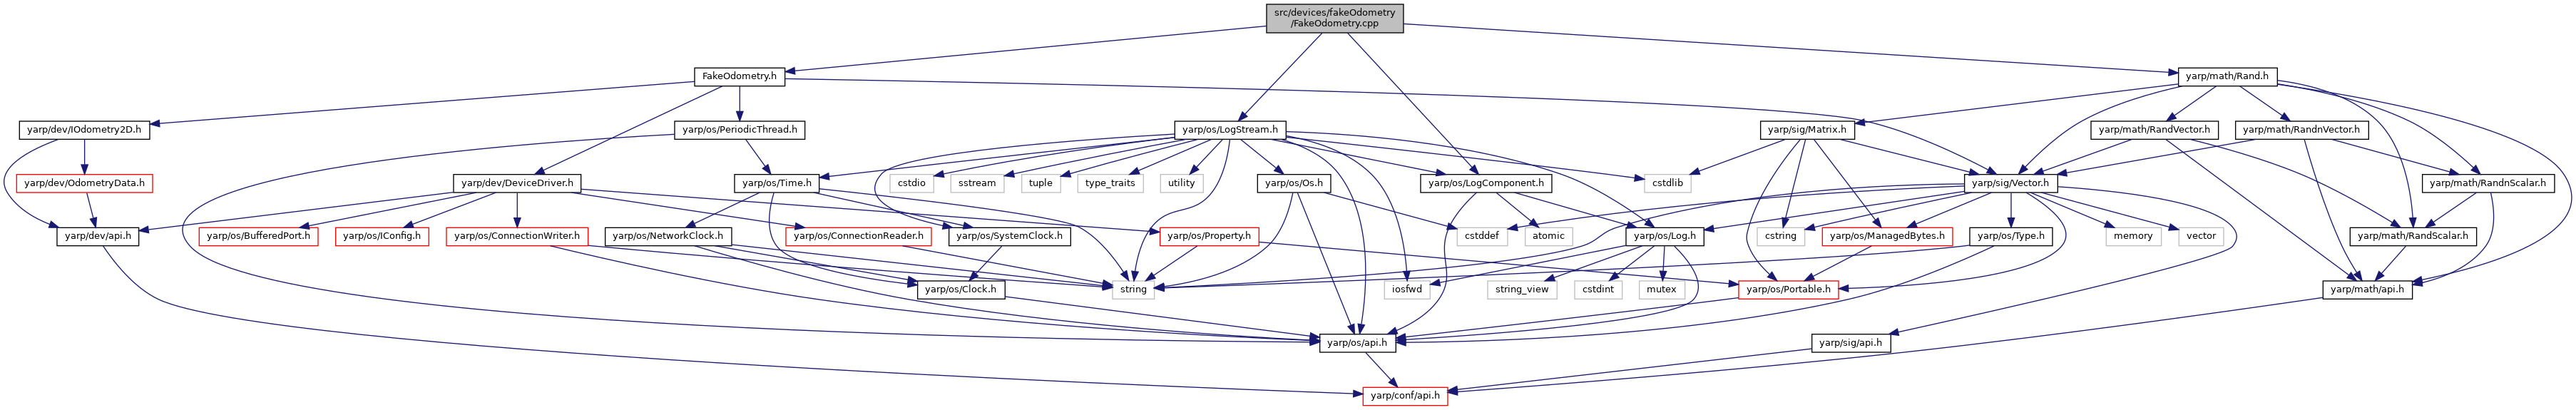 src/devices/fakeOdometry
/FakeOdometry.cpp
FakeOdometry.h
yarp/math/Rand.h
yarp/dev/IOdometry2D.h
yarp/os/PeriodicThread.h
yarp/os/LogStream.h
yarp/sig/Matrix.h
yarp/math/RandVector.h
yarp/math/RandnVector.h
yarp/dev/OdometryData.h
yarp/dev/DeviceDriver.h
yarp/os/Time.h
cstdio
sstream
tuple
type_traits
utility
yarp/os/Os.h
yarp/os/LogComponent.h
cstdlib
yarp/sig/Vector.h
yarp/math/RandnScalar.h
yarp/dev/api.h
yarp/os/BufferedPort.h
yarp/os/IConfig.h
yarp/os/ConnectionWriter.h
yarp/os/NetworkClock.h
yarp/os/ConnectionReader.h
yarp/os/SystemClock.h
yarp/os/Property.h
cstddef
atomic
yarp/os/Log.h
cstring
yarp/os/ManagedBytes.h
yarp/os/Type.h
memory
vector
yarp/math/RandScalar.h
yarp/os/Clock.h
string
iosfwd
string_view
cstdint
mutex
yarp/os/Portable.h
yarp/math/api.h
yarp/os/api.h
yarp/sig/api.h
yarp/conf/api.h